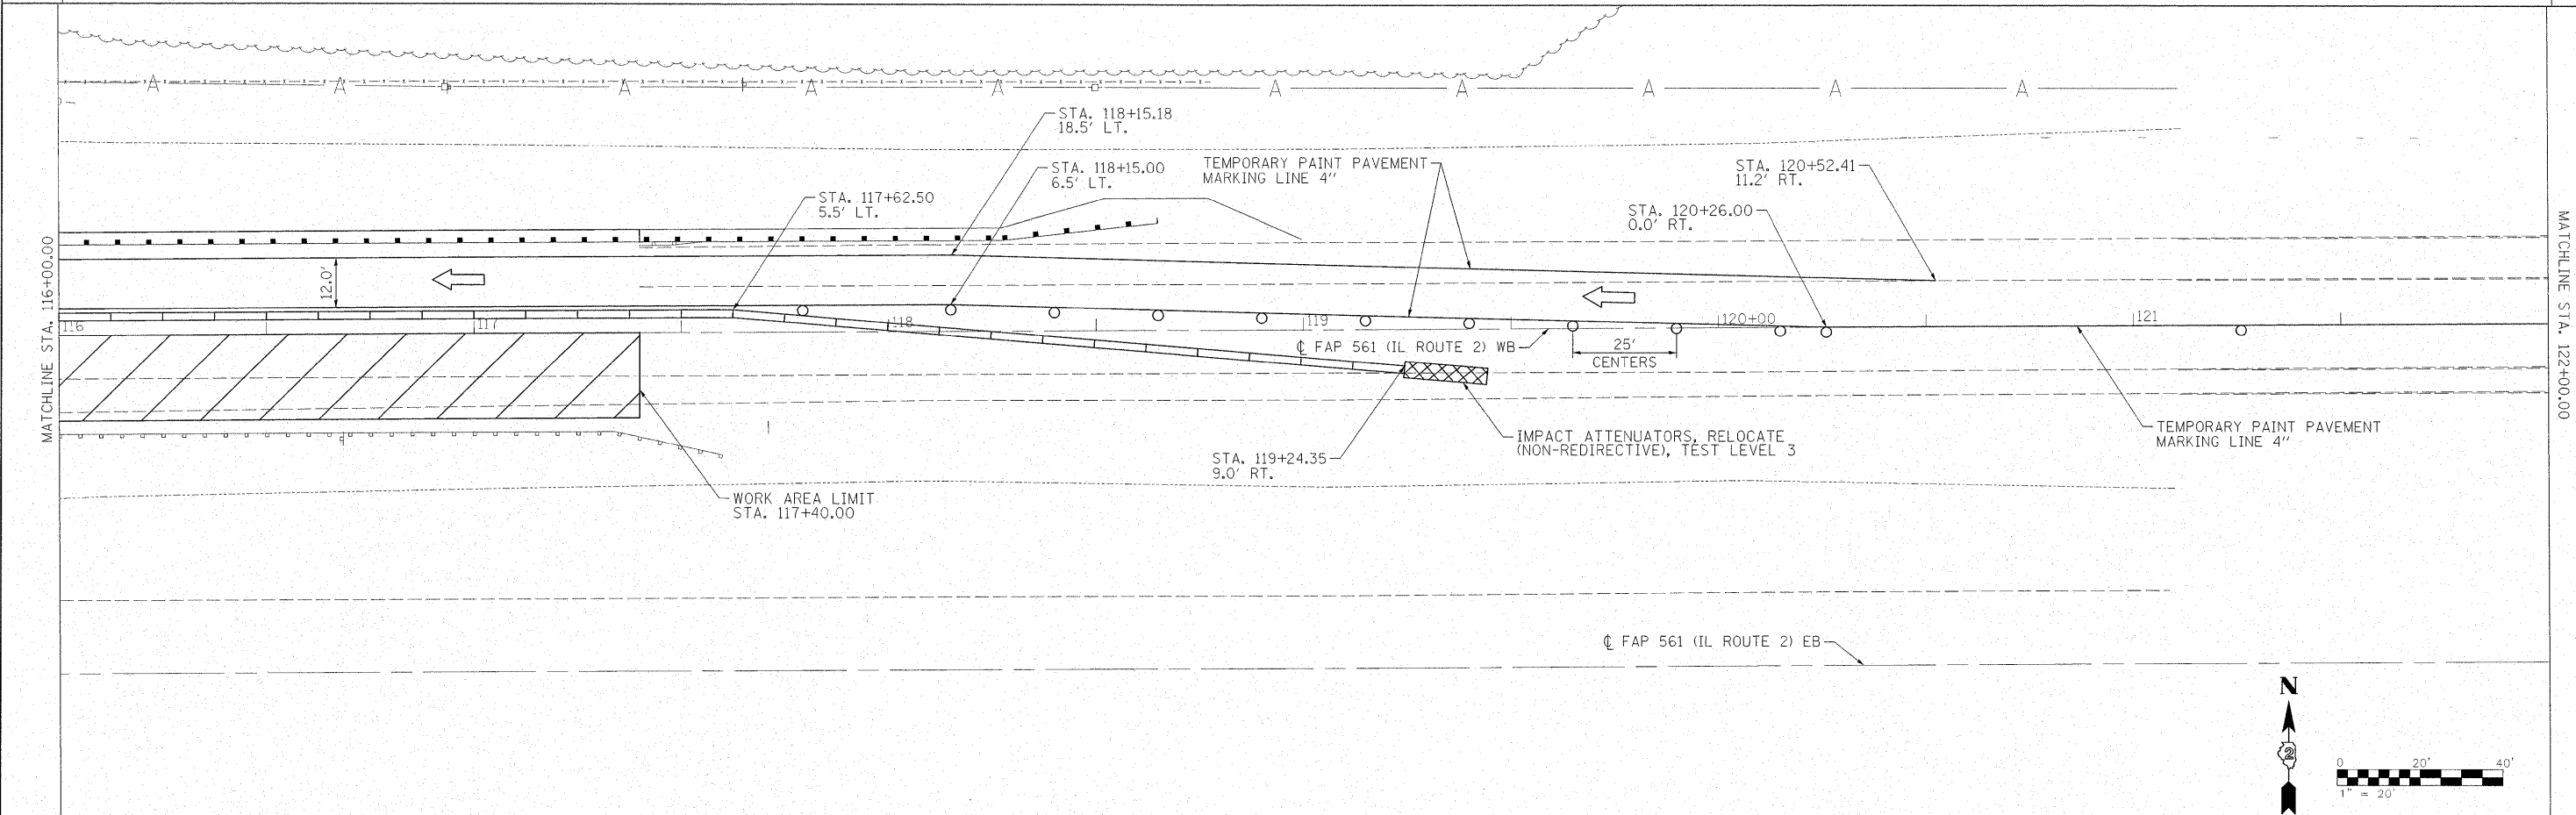 A A A A A A A A A A
STA. 118+15.18
18.5' LT.
STA. 118+15.00
6.5' LT.
TEMPORARY PAINT PAVEMENT
MARKING LINE 4"
STA. 120+52.41
11.2' RT.
STA. 117+62.50
5.5' LT.
STA. 120+26.00
0.0' RT.
MATCHLINE STA. 116+00.00
MATCHLINE STA. 122+00.00
12.0'
116
117
118
119
120+00
121
℄ FAP 561 (IL ROUTE 2) WB
25'
CENTERS
IMPACT ATTENUATORS, RELOCATE
(NON-REDIRECTIVE), TEST LEVEL 3
TEMPORARY PAINT PAVEMENT
MARKING LINE 4"
STA. 119+24.35
9.0' RT.
WORK AREA LIMIT
STA. 117+40.00
℄ FAP 561 (IL ROUTE 2) EB
N
2
0 20' 40'
1" = 20'